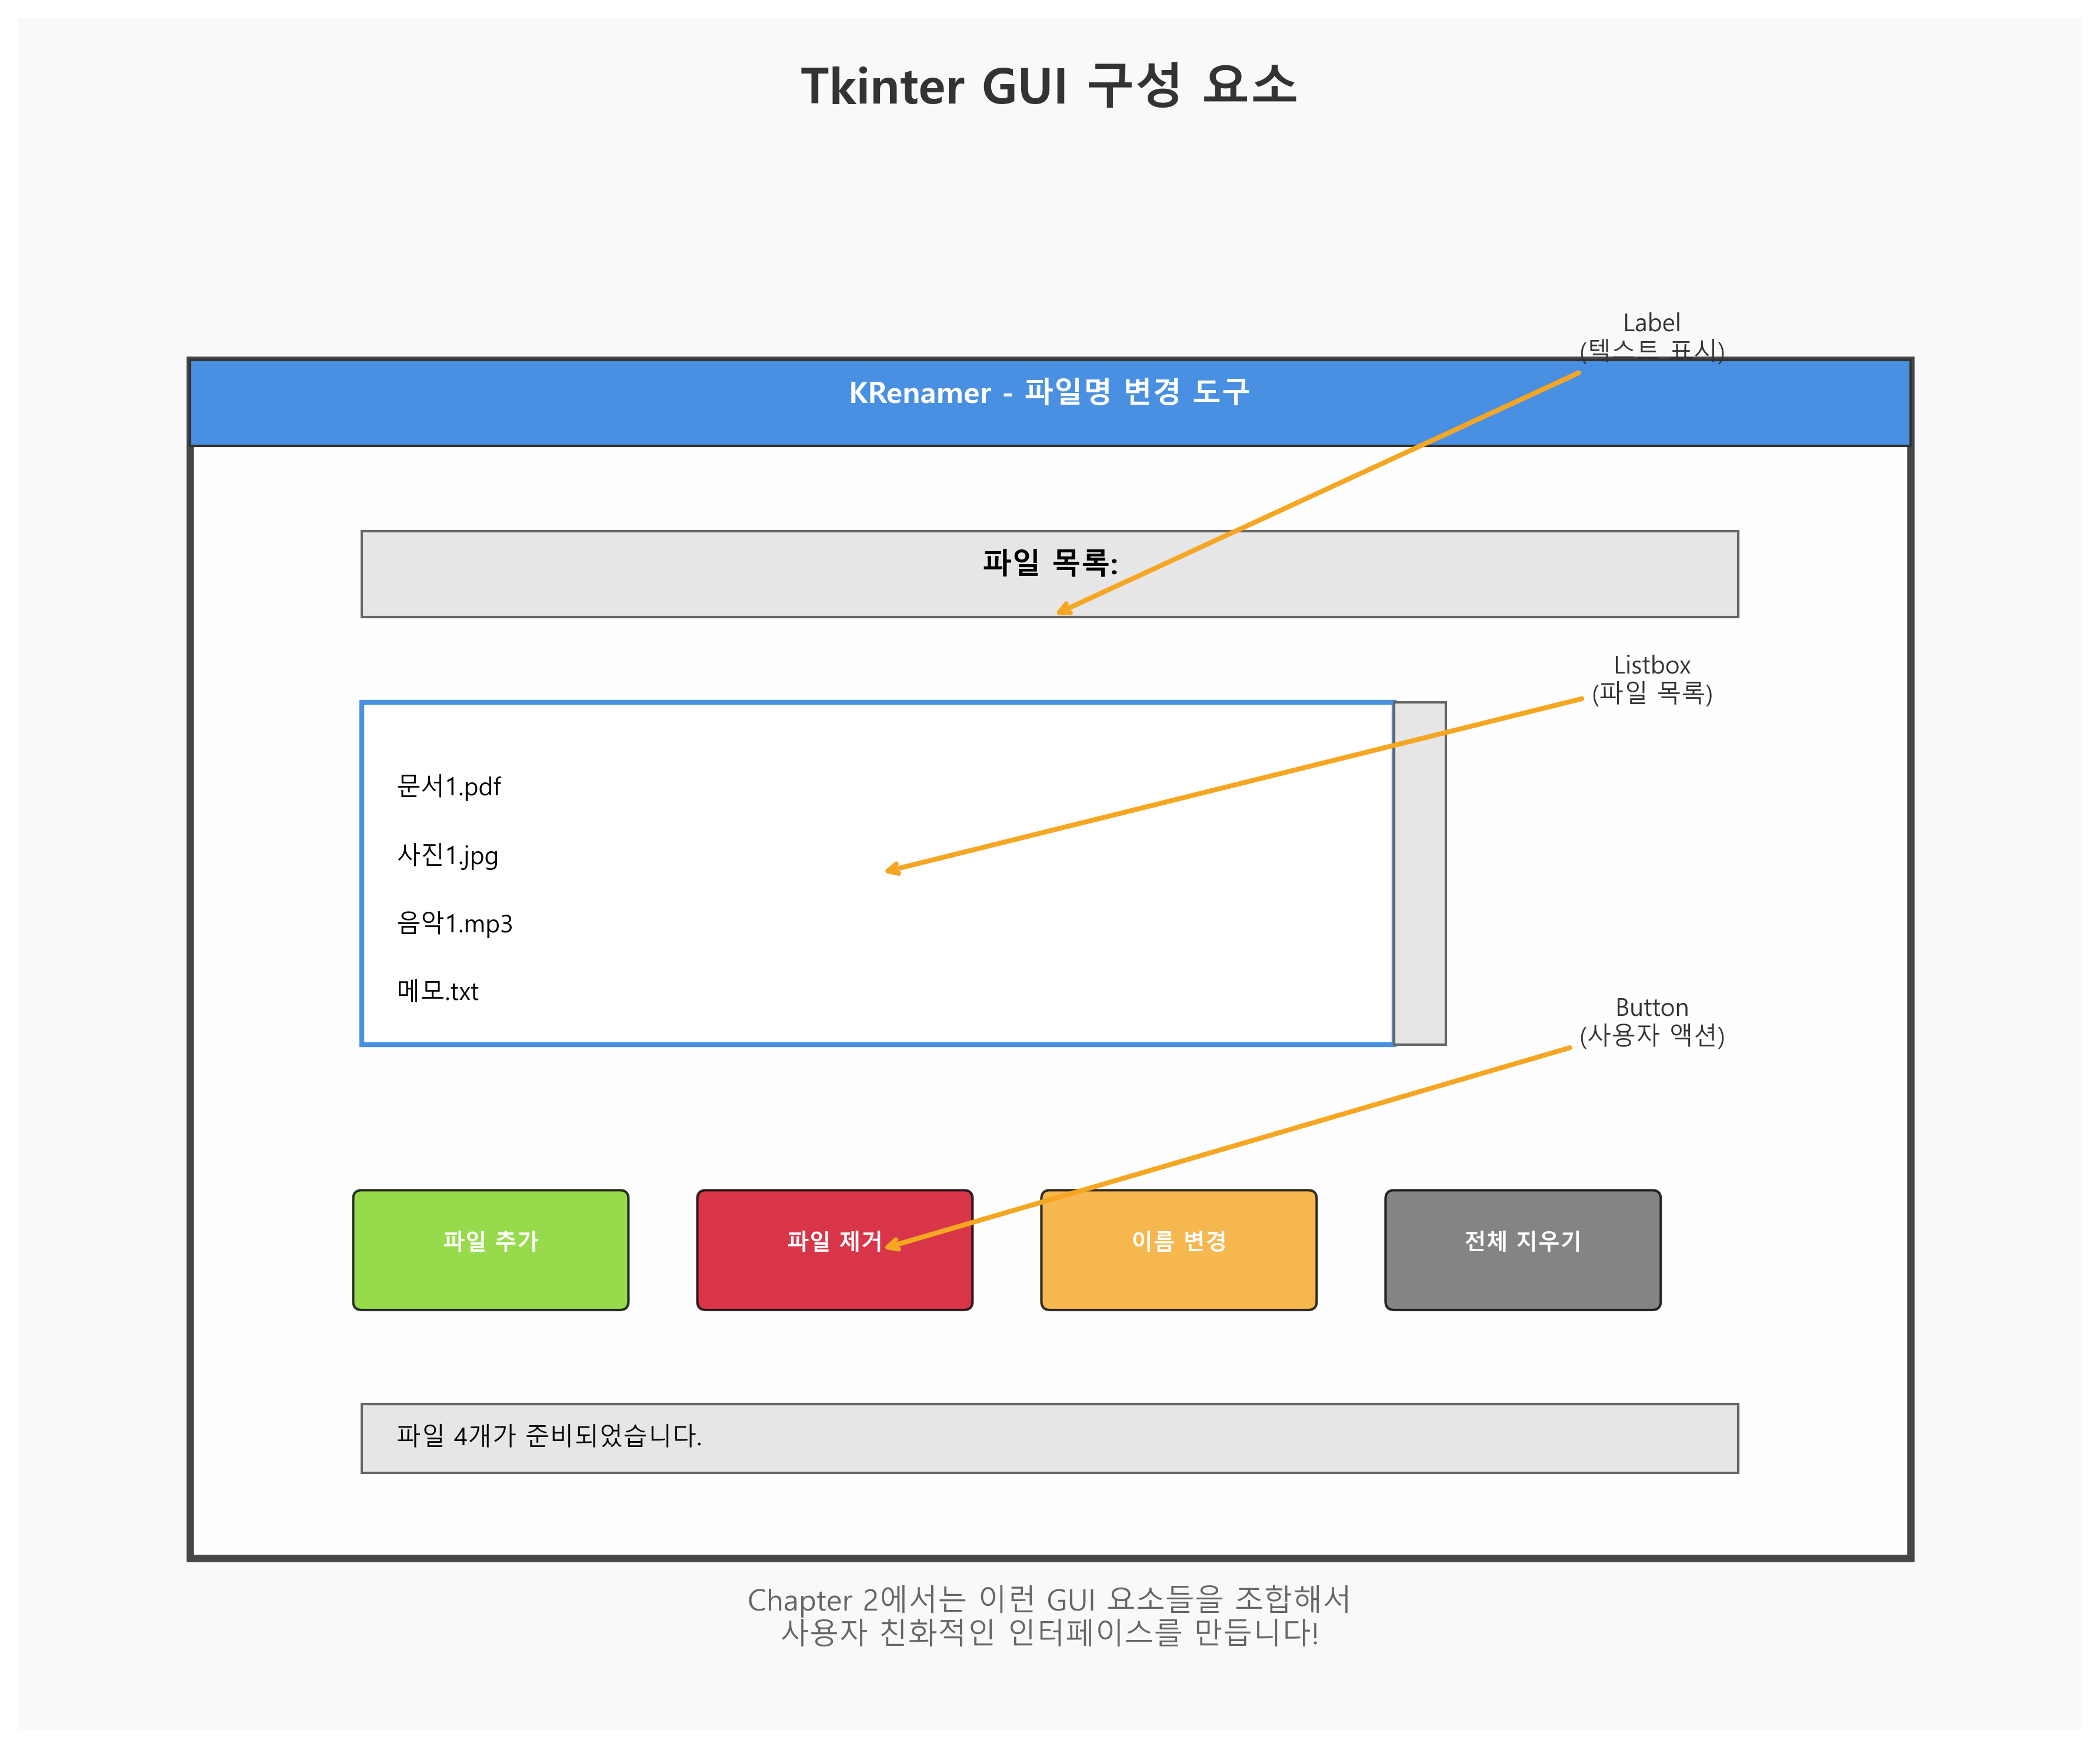 Tkinter GUI 구성 요소
Label
(텍스트 표시)
KRenamer - 파일명 변경 도구
파일 목록:
Listbox
(파일 목록)
문서1.pdf
사진1.jpg
음악1.mp3
메모.txt
Button
(사용자 액션)
파일 추가
파일 제거
이름 변경
전체 지우기
파일 4개가 준비되었습니다.
Chapter 2에서는 이런 GUI 요소들을 조합해서
사용자 친화적인 인터페이스를 만듭니다!